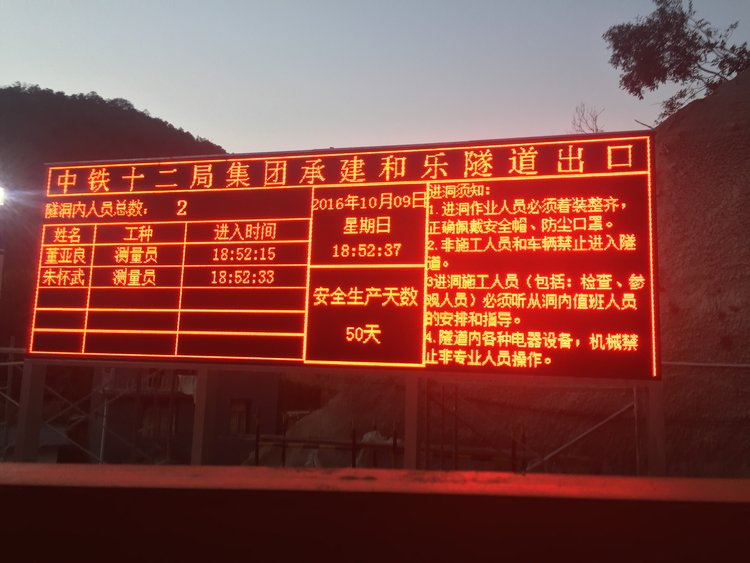 中铁十二局集团承建和乐隧道出口
隧洞内人员总数： 2
姓名 工种 进入时间
董亚良 测量员 18:52:15
朱怀武 测量员 18:52:33
2016年10月09日
星期日
18:52:37
安全生产天数
50天
进洞须知：
1.进洞作业人员必须着装整齐，
正确佩戴安全帽、防尘口罩。
2.非施工人员和车辆禁止进入隧
道。
3进洞施工人员（包括：检查、参
观人员）必须听从洞内值班人员
的安排和指导。
4.隧道内各种电器设备，机械禁
止非专业人员操作。